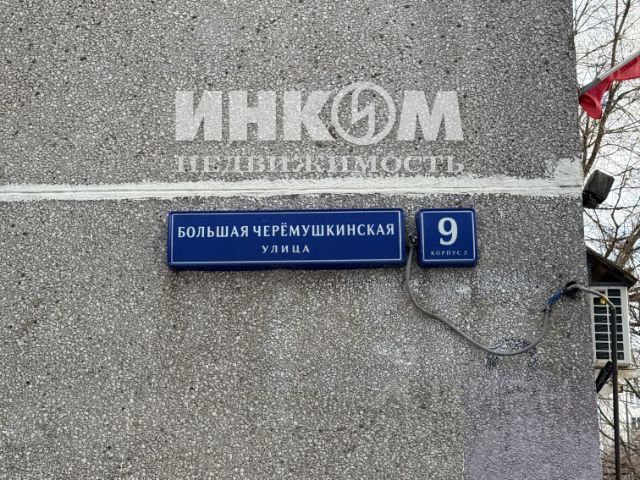 ИНКОМ
НЕДВИЖИМОСТЬ
БОЛЬШАЯ ЧЕРЁМУШКИНСКАЯ
УЛИЦА
9
КОРПУС 3